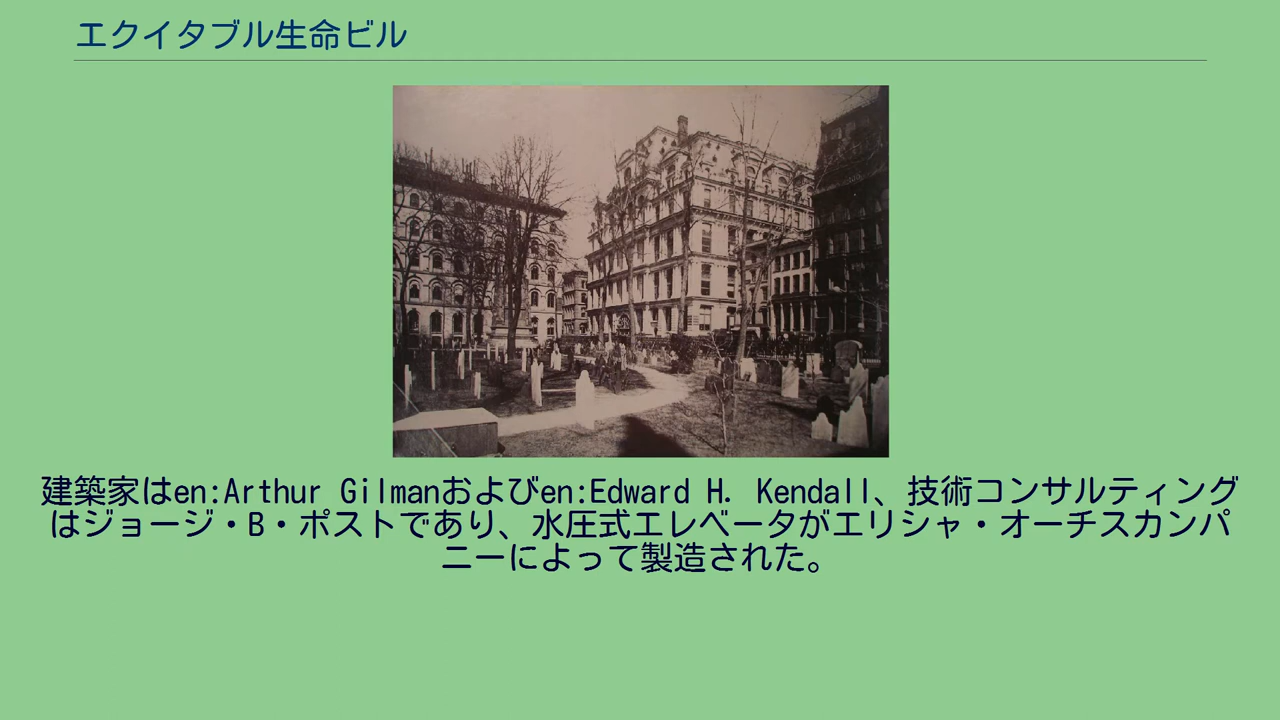 エクイタブル生命ビル
建築家はen:Arthur Gilmanおよびen:Edward H. Kendall、技術コンサルティング
はジョージ・B・ポストであり、水圧式エレベータがエリシャ・オーチスカンパ
ニーによって製造された。